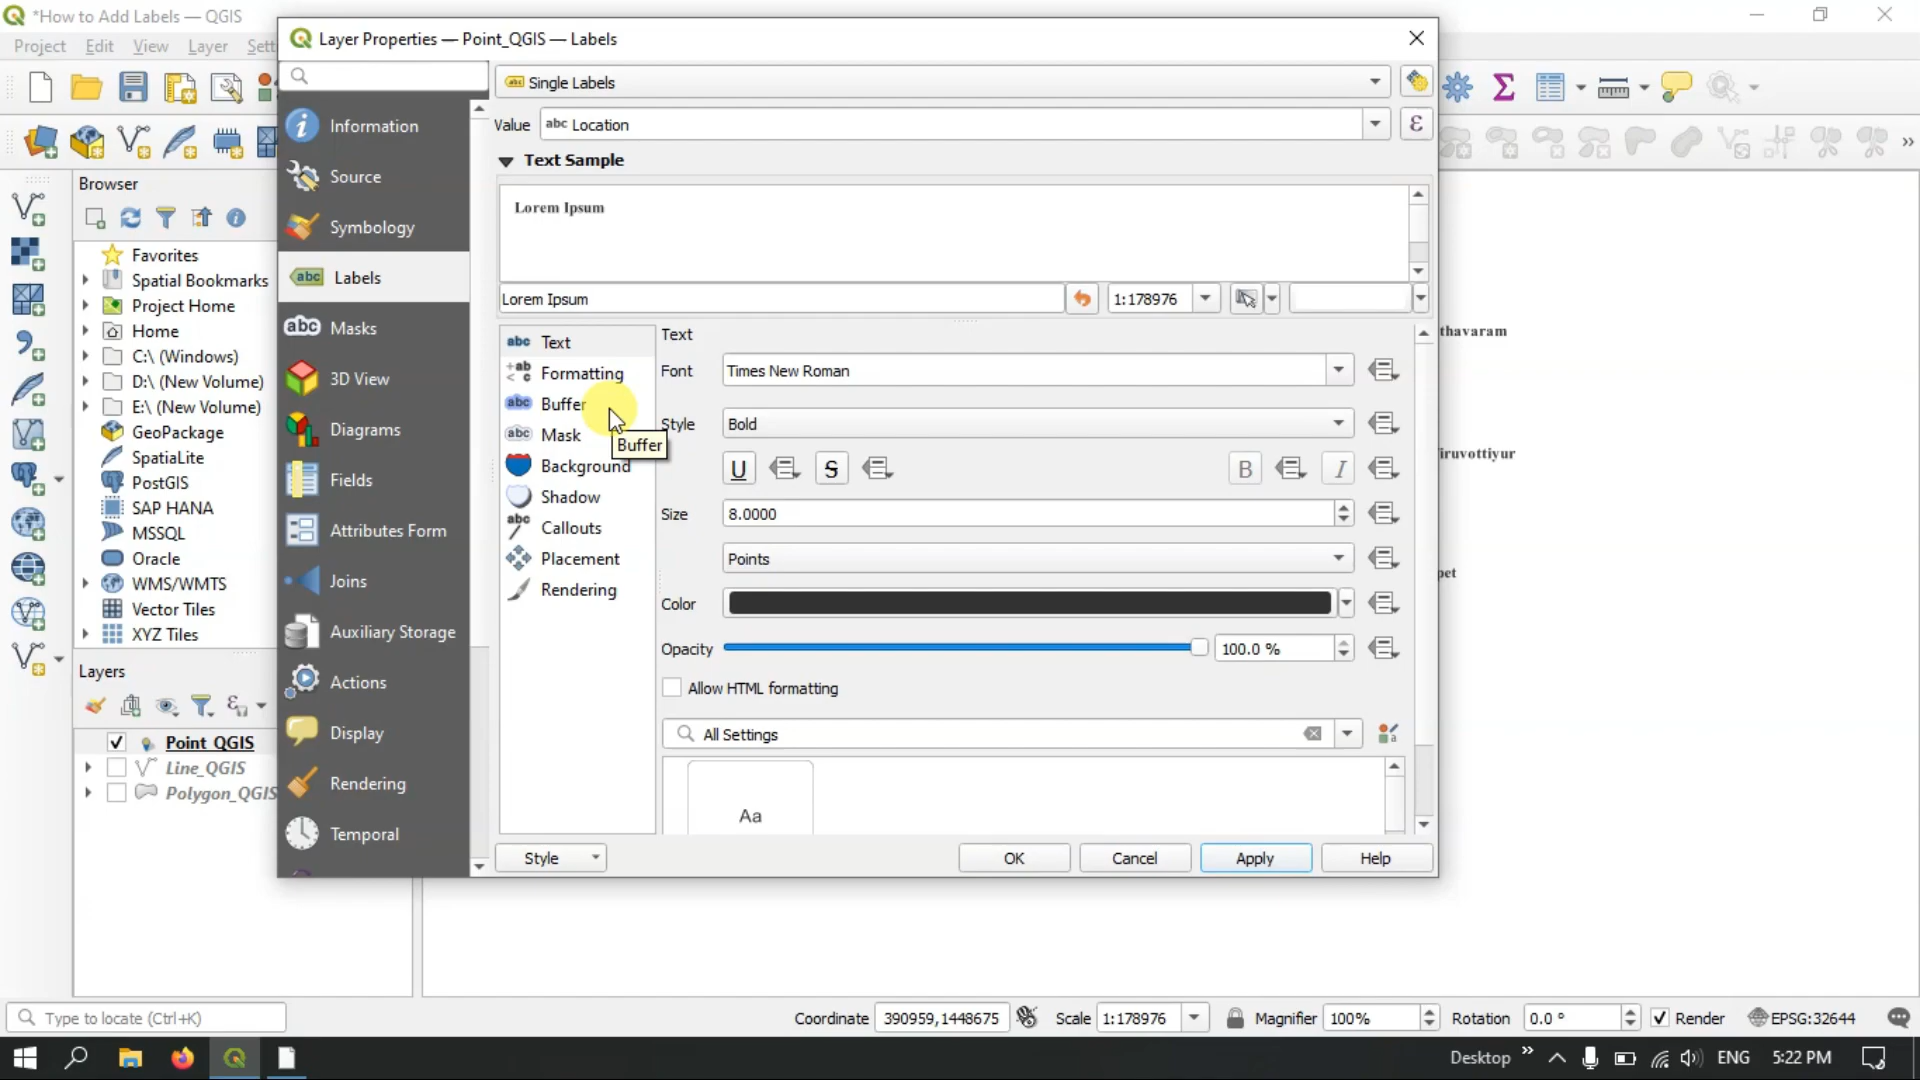 *How to Add Labels — QGIS
Project Edit View Layer Sett
Layer Properties — Point_QGIS — Labels
Information
Source
Symbology
Labels
Masks
3D View
Diagrams
Fields
Attributes Form
Joins
Auxiliary Storage
Actions
Display
Rendering
Temporal
Single Labels
Value abc Location
Text Sample
Lorem Ipsum
Lorem Ipsum 1:178976
Text
Formatting
Buffer
Mask
Background
Shadow
Callouts
Placement
Rendering
Buffer
Text
Font Times New Roman
Style Bold
U S B I
Size 8.0000
Points
Color
Opacity 100.0 %
Allow HTML formatting
All Settings
Aa
Style OK Cancel Apply Help
Browser
Favorites
Spatial Bookmarks
Project Home
Home
C:\ (Windows)
D:\ (New Volume)
E:\ (New Volume)
GeoPackage
SpatiaLite
PostGIS
SAP HANA
MSSQL
Oracle
WMS/WMTS
Vector Tiles
XYZ Tiles
Layers
Point_QGIS
Line_QGIS
Polygon_QGIS
thavaram
iruvottiyur
pet
Type to locate (Ctrl+K) Coordinate 390959,1448675 Scale 1:178976 Magnifier 100% Rotation 0.0 ° Render EPSG:32644
Desktop » ENG 5:22 PM